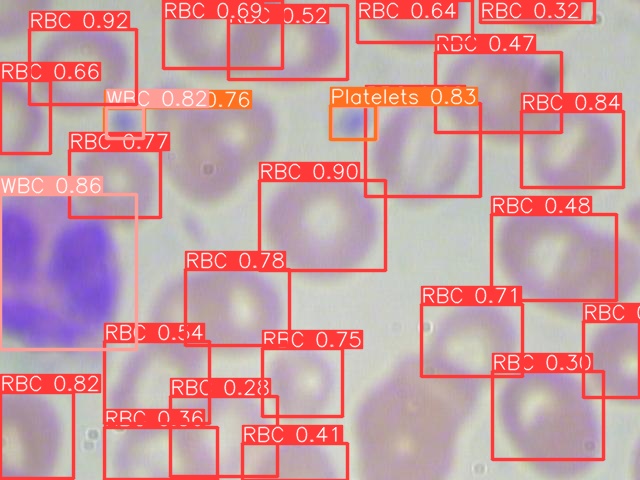 RBC 0.92
RBC 0.69
RBC 0.52
RBC 0.64
RBC 0.32
RBC 0.47
RBC 0.66
WBC 0.82
0.76
Platelets 0.83
RBC 0.84
RBC 0.77
RBC 0.90
WBC 0.86
RBC 0.48
RBC 0.78
RBC 0.71
RBC
RBC 0.54
RBC 0.75
RBC 0.30
RBC 0.82
RBC 0.28
RBC 0.36
RBC 0.41